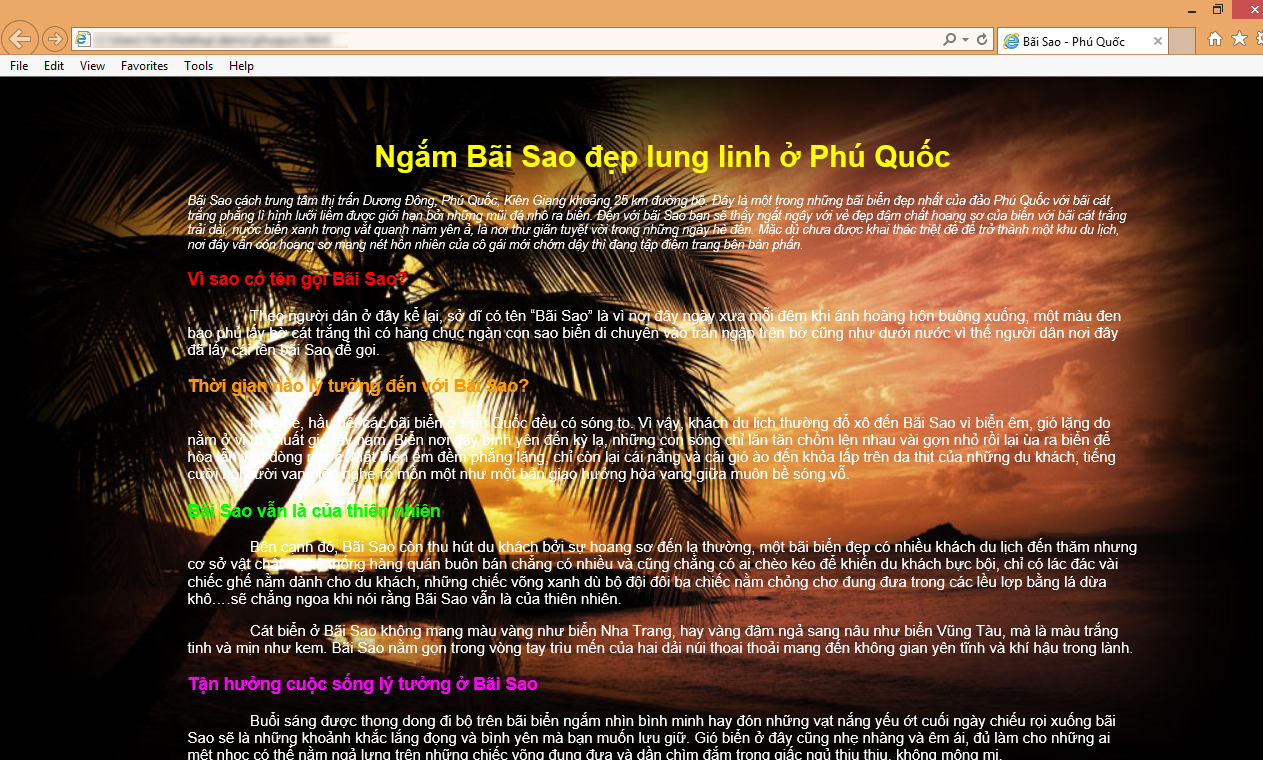 Bãi Sao - Phú Quốc
File Edit View Favorites Tools Help
Ngắm Bãi Sao đẹp lung linh ở Phú Quốc
Bãi Sao cách trung tâm thị trấn Dương Đông, Phú Quốc, Kiên Giang khoảng 25 km đường bộ. Đây là một trong những bãi biển đẹp nhất của đảo Phú Quốc với bãi cát
trắng phẳng lì hình lưỡi liềm được giới hạn bởi những mũi đá nhô ra biển. Đến với bãi Sao bạn sẽ thấy ngất ngây với vẻ đẹp đậm chất hoang sơ của biển với bãi cát trắng
trải dài, nước biển xanh trong vắt quanh năm yên ả, là nơi thư giãn tuyệt vời trong những ngày hè đến. Mặc dù chưa được khai thác triệt để để trở thành một khu du lịch,
nơi đây vẫn còn hoang sơ mang nét hồn nhiên của cô gái mới chớm dậy thì đang tập điểm trang bên bàn phấn.
Vì sao có tên gọi Bãi Sao?
Theo người dân ở đây kể lại, sở dĩ có tên “Bãi Sao” là vì nơi đây ngày xưa mỗi đêm khi ánh hoàng hôn buông xuống, một màu đen
bao phủ lấy bờ cát trắng thì có hàng chục ngàn con sao biển di chuyển vào tràn ngập trên bờ cũng như dưới nước vì thế người dân nơi đây
đã lấy cái tên bãi Sao để gọi.
Thời gian nào lý tưởng đến với Bãi Sao?
hè, hầu hết các bãi biển ở Phú Quốc đều có sóng to. Vì vậy, khách du lịch thường đổ xô đến Bãi Sao vì biển êm, gió lặng do
nằm ở vị khuất gió nam. Biển nơi đây bình yên đến kỳ lạ, những con sóng chỉ lăn tăn chồm lên nhau vài gợn nhỏ rồi lại ùa ra biển để
hòa dòng Mặt biển êm đềm phẳng lặng, chỉ còn lại cái nắng và cái gió ào đến khỏa lấp trên da thịt của những du khách, tiếng
cười người vang nghe rõ mồn một như một bản giao hưởng hòa vang giữa muôn bề sóng vỗ.
Bãi Sao vẫn là của thiên nhiên
Bên cạnh đó, Bãi Sao còn thu hút du khách bởi sự hoang sơ đến lạ thường, một bãi biển đẹp có nhiều khách du lịch đến thăm nhưng
cơ sở vật chất không hàng quán buôn bán chẳng có nhiều và cũng chẳng có ai chèo kéo để khiến du khách bực bội, chỉ có lác đác vài
chiếc ghế nằm dành cho du khách, những chiếc võng xanh dù bộ đội đôi ba chiếc nằm chỏng chơ đung đưa trong các lều lợp bằng lá dừa
khô….sẽ chẳng ngoa khi nói rằng Bãi Sao vẫn là của thiên nhiên.
Cát biển ở Bãi Sao không mang màu vàng như biển Nha Trang, hay vàng đậm ngả sang nâu như biển Vũng Tàu, mà là màu trắng
tinh và mịn như kem. Bãi Sao nằm gọn trong vòng tay trìu mến của hai dải núi thoai thoải mang đến không gian yên tĩnh và khí hậu trong lành.
Tận hưởng cuộc sống lý tưởng ở Bãi Sao
Buổi sáng được thong dong đi bộ trên bãi biển ngắm nhìn bình minh hay đón những vạt nắng yếu ớt cuối ngày chiếu rọi xuống bãi
Sao sẽ là những khoảnh khắc lắng đọng và bình yên mà bạn muốn lưu giữ. Gió biển ở đây cũng nhẹ nhàng và êm ái, đủ làm cho những ai
mệt nhọc có thể nằm ngả lưng trên những chiếc võng đung đưa và dần chìm đắm trong giấc ngủ thiu thiu, không mộng mị.